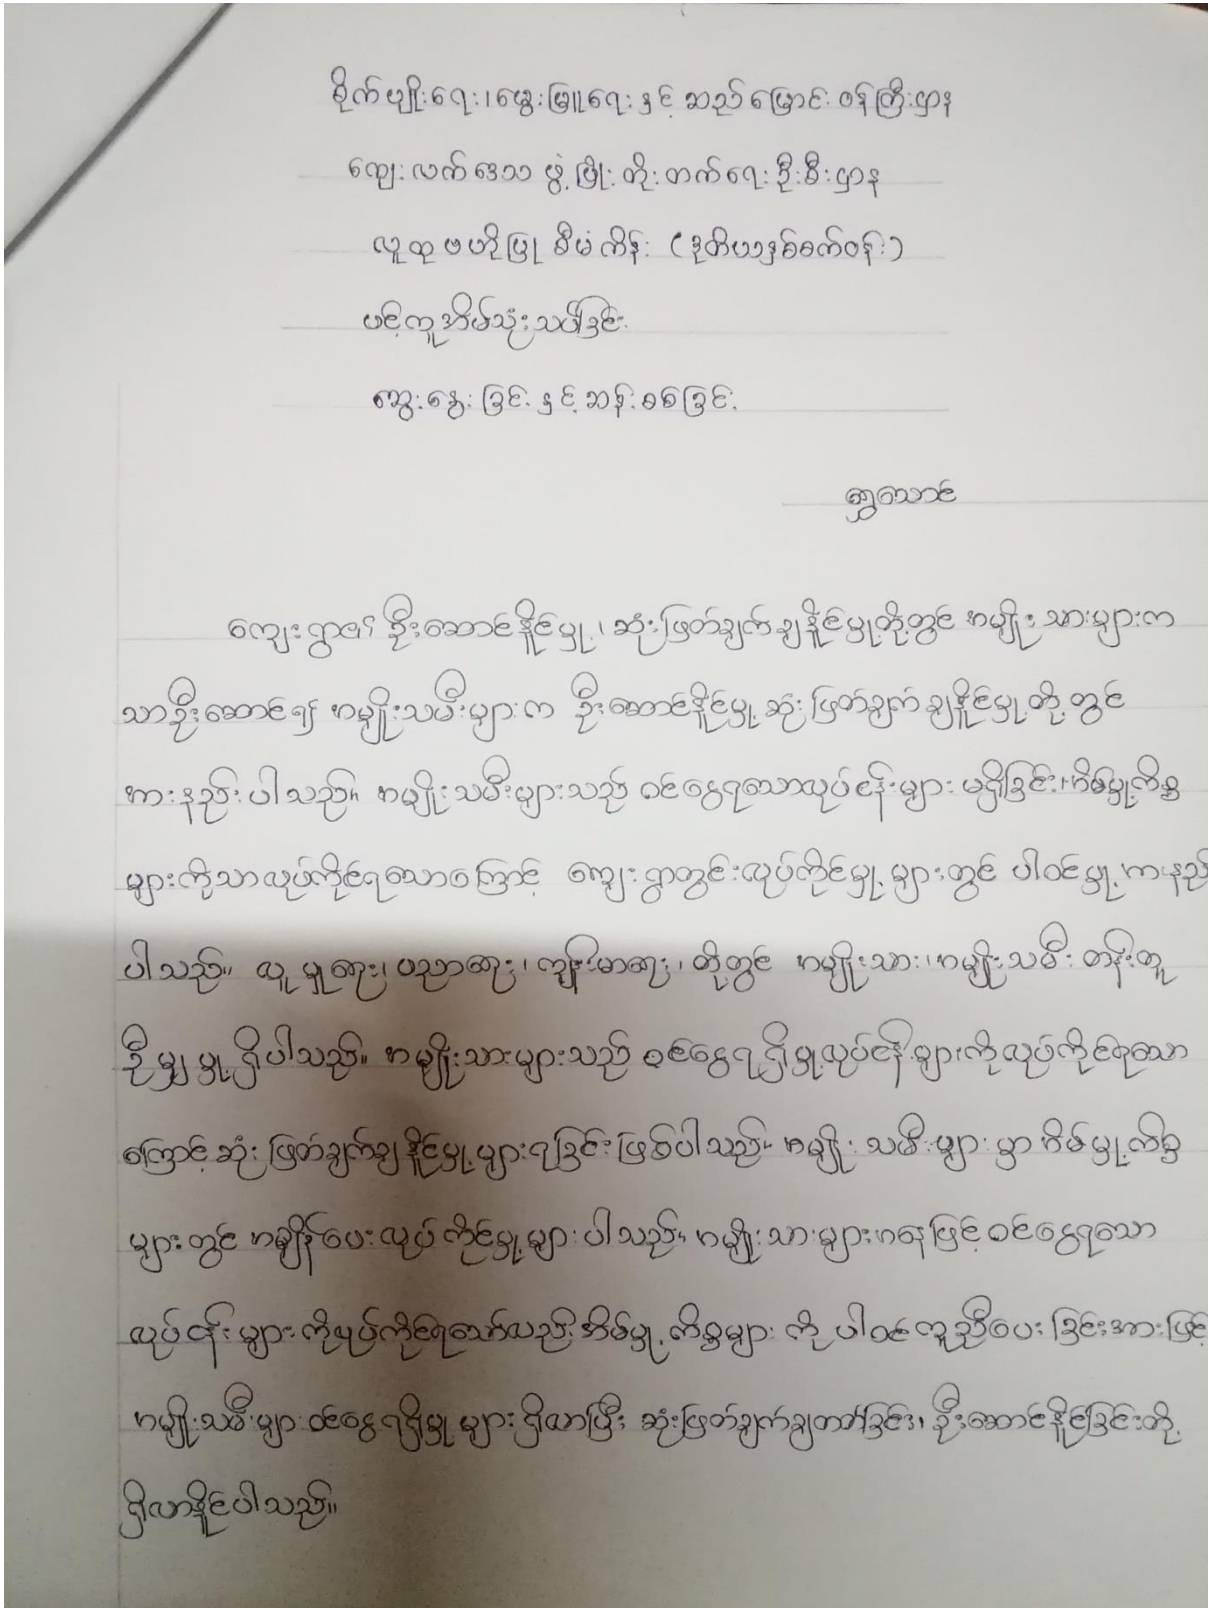 စိုက်ပျိုးရေး၊မွေးမြူရေး နှင့် ဆည်မြောင်း ဝန်ကြီးဌာန
ကျေးလက်ဒေသ ဖွံ့ဖြိုးတိုးတက်ရေး ဦးစီးဌာန
လူထုဗဟိုပြု စီမံကိန်း (ဒုတိယနှစ်စက်ဝန်း)
ပင့်ကူအိမ်သုံးသပ်ခြင်း
ဆွေးနွေးခြင်း နှင့် ဆန်းစစ်ခြင်း
ရွှေသောင်
ကျေးရွာ၏ ဦးဆောင်နိုင်မှု၊ ဆုံးဖြတ်ချက်ချနိုင်မှုတို့တွင် အမျိုးသားများက
သာဦးဆောင်၍ အမျိုးသမီးများက ဦးဆောင်နိုင်မှု ဆုံးဖြတ်ချက် ချနိုင်မှုတို့တွင်
အားနည်းပါသည်။ အမျိုးသမီးများသည် ဝင်ငွေရသောလုပ်ငန်းများ မရှိခြင်း၊အိမ်မှုကိစ္စ
များကိုသာလုပ်ကိုင်ရသောကြောင့် ကျေးရွာတွင်းလုပ်ကိုင်မှု များတွင် ပါဝင်မှု အားနည်း
ပါသည်။ လူမှုရေး၊ ပညာရေး၊ ကျန်းမာရေး၊ တို့တွင် အမျိုးသား၊အမျိုးသမီး တန်းတူ
ဦမျှမှု ရှိပါသည်။ အမျိုးသားများသည် ဝင်ငွေရရှိမှုလုပ်ငန်းများကိုလုပ်ကိုင်ရသော
ကြောင့် ဆုံးဖြတ်ချက်ချနိုင်မှု များရခြင်းဖြစ်ပါသည်။ အမျိုးသမီးများ မှာ အိမ်မှုကိစ္စ
များတွင် အချိန်ပေးလုပ်ကိုင်မှုများပါသည်။ အမျိုးသားများအနေဖြင့် ဝင်ငွေရသော
လုပ်ငန်းများကိုလုပ်ကိုင်ရသော်လည်း အိမ်မှုကိစ္စများ ကို ပါဝင်ကူညီပေးခြင်းအားဖြင့်
အမျိုးသမီးများ ဝင်ငွေရရှိမှု များရှိလာပြီး ဆုံးဖြတ်ချက်ချတတ်ခြင်း၊ ဦးဆောင်နိုင်ခြင်းတို့
ရှိလာနိုင်ပါသည်။